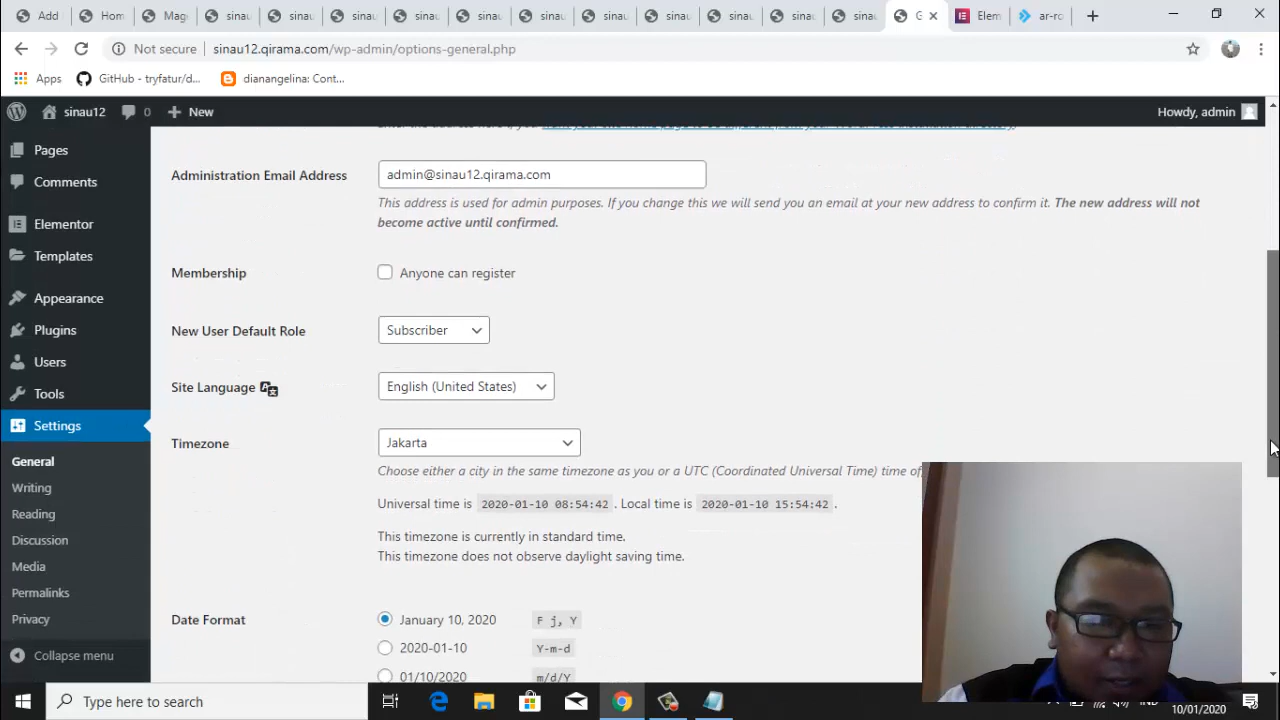 Add
Hom
Mag
sinau
sinau
sinau
sinau
sinau
sinau
sinau
sinau
sinau
sinau
G
Elem
ar-ro
Not secure
sinau12.qirama.com/wp-admin/options-general.php
Apps
GitHub - tryfatur/d...
dianangelina: Cont...
sinau12
0
New
Howdy, admin
Pages
Comments
Elementor
Templates
Appearance
Plugins
Users
Tools
Settings
General
Writing
Reading
Discussion
Media
Permalinks
Privacy
Collapse menu
Administration Email Address
admin@sinau12.qirama.com
This address is used for admin purposes. If you change this we will send you an email at your new address to confirm it. The new address will not
become active until confirmed.
Membership
Anyone can register
New User Default Role
Subscriber
Site Language
English (United States)
Timezone
Jakarta
Choose either a city in the same timezone as you or a UTC (Coordinated Universal Time) time
Universal time is 2020-01-10 08:54:42 . Local time is 2020-01-10 15:54:42 .
This timezone is currently in standard time.
This timezone does not observe daylight saving time.
Date Format
January 10, 2020 F j, Y
2020-01-10 Y-m-d
01/10/2020 m/d/Y
Type here to search
10/01/2020